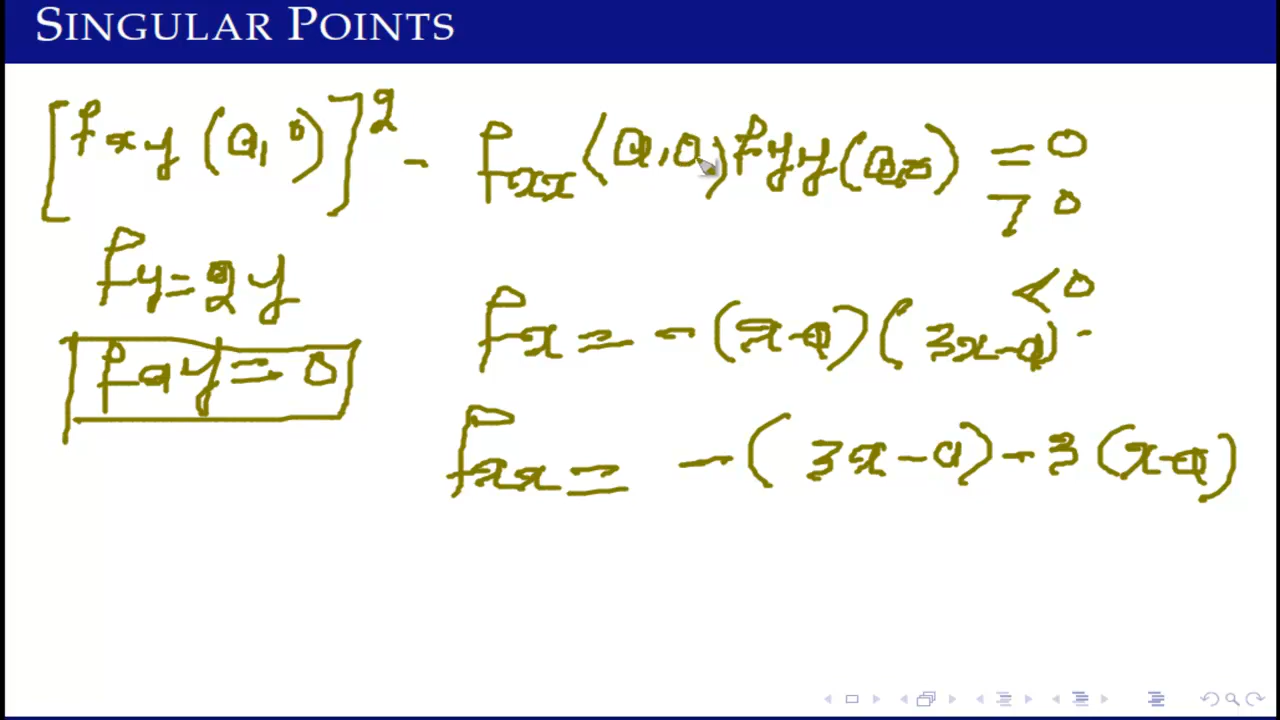 SINGULAR POINTS
[fxy (a, 0)]² - fxx (a, 0) fyy (a, 0) = 0
> 0
fy = 2y
< 0
fx = - (x-a) (3x-a) -
fxy = 0
fxx = - (3x-a) - 3 (x-a)